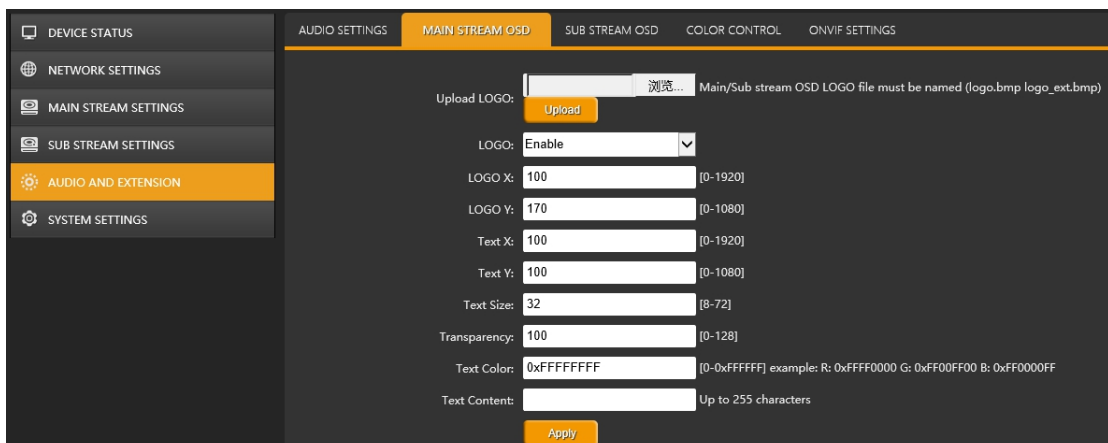 DEVICE STATUS
NETWORK SETTINGS
MAIN STREAM SETTINGS
SUB STREAM SETTINGS
AUDIO AND EXTENSION
SYSTEM SETTINGS
AUDIO SETTINGS MAIN STREAM OSD SUB STREAM OSD COLOR CONTROL ONVIF SETTINGS
Upload LOGO: 浏览... Main/Sub stream OSD LOGO file must be named (logo.bmp logo_ext.bmp)
Upload
LOGO: Enable
LOGO X: 100 [0-1920]
LOGO Y: 170 [0-1080]
Text X: 100 [0-1920]
Text Y: 100 [0-1080]
Text Size: 32 [8-72]
Transparency: 100 [0-128]
Text Color: 0xFFFFFFFF [0-0xFFFFFF] example: R: 0xFFFF0000 G: 0xFF00FF00 B: 0xFF0000FF
Text Content: Up to 255 characters
Apply